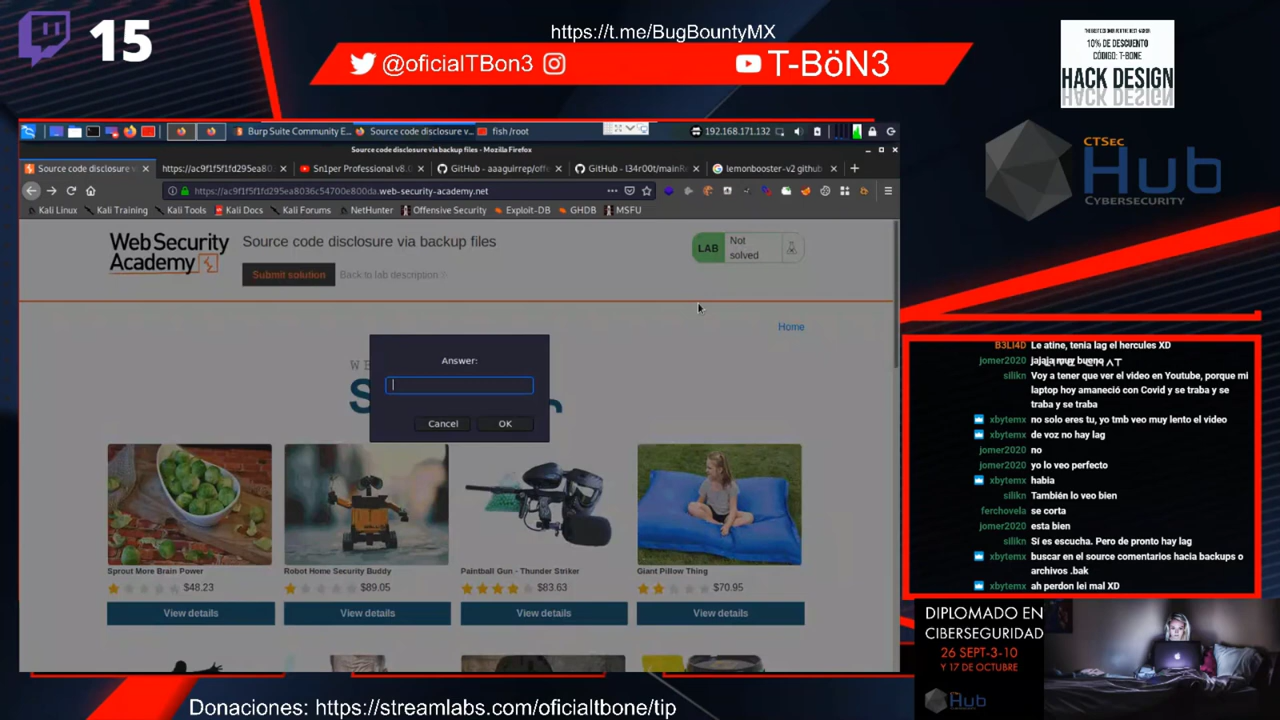 15
https://t.me/BugBountyMX
@oficialTBon3
T-BöN3
10% DE DESCUENTO
CÓDIGO: T-BONE
HACK DESIGN
CTSec
Hub
CYBERSECURITY
Burp Suite Community E...
Source code disclosure v...
fish /root
192.168.171.132
Source code disclosure via backup files - Mozilla Firefox
Source code disclosure v
https://ac9f1f5f1fd295ea80
Sn1per Professional v8.0
GitHub - aaaguirrep/offe
GitHub - l34r00t/mainRe
lemonbooster-v2 github
https://ac9f1f5f1fd295ea8036c54700e800da.web-security-academy.net
Kali Linux
Kali Training
Kali Tools
Kali Docs
Kali Forums
NetHunter
Offensive Security
Exploit-DB
GHDB
MSFU
Web Security
Academy
Source code disclosure via backup files
Submit solution
Back to lab description
LAB
Not
solved
Home
WE
S
Answer:
Cancel
OK
Sprout More Brain Power
$48.23
View details
Robot Home Security Buddy
$89.05
View details
Paintball Gun - Thunder Striker
$83.63
View details
Giant Pillow Thing
$70.95
View details
B3LI4D Le atine, tenia lag el hercules XD
jomer2020 jajaja muy bueno
silikn Voy a tener que ver el video en Youtube, porque mi
laptop hoy amaneció con Covid y se traba y se
traba y se traba
xbytemx no solo eres tu, yo tmb veo muy lento el video
xbytemx de voz no hay lag
jomer2020 no
jomer2020 yo lo veo perfecto
xbytemx habia
silikn También lo veo bien
ferchovela se corta
jomer2020 esta bien
silikn Sí es escucha. Pero de pronto hay lag
xbytemx buscar en el source comentarios hacia backups o
archivos .bak
xbytemx ah perdon lei mal XD
DIPLOMADO EN
CIBERSEGURIDAD
26 SEPT-3-10
Y 17 DE OCTUBRE
Hub
Donaciones: https://streamlabs.com/oficialtbone/tip